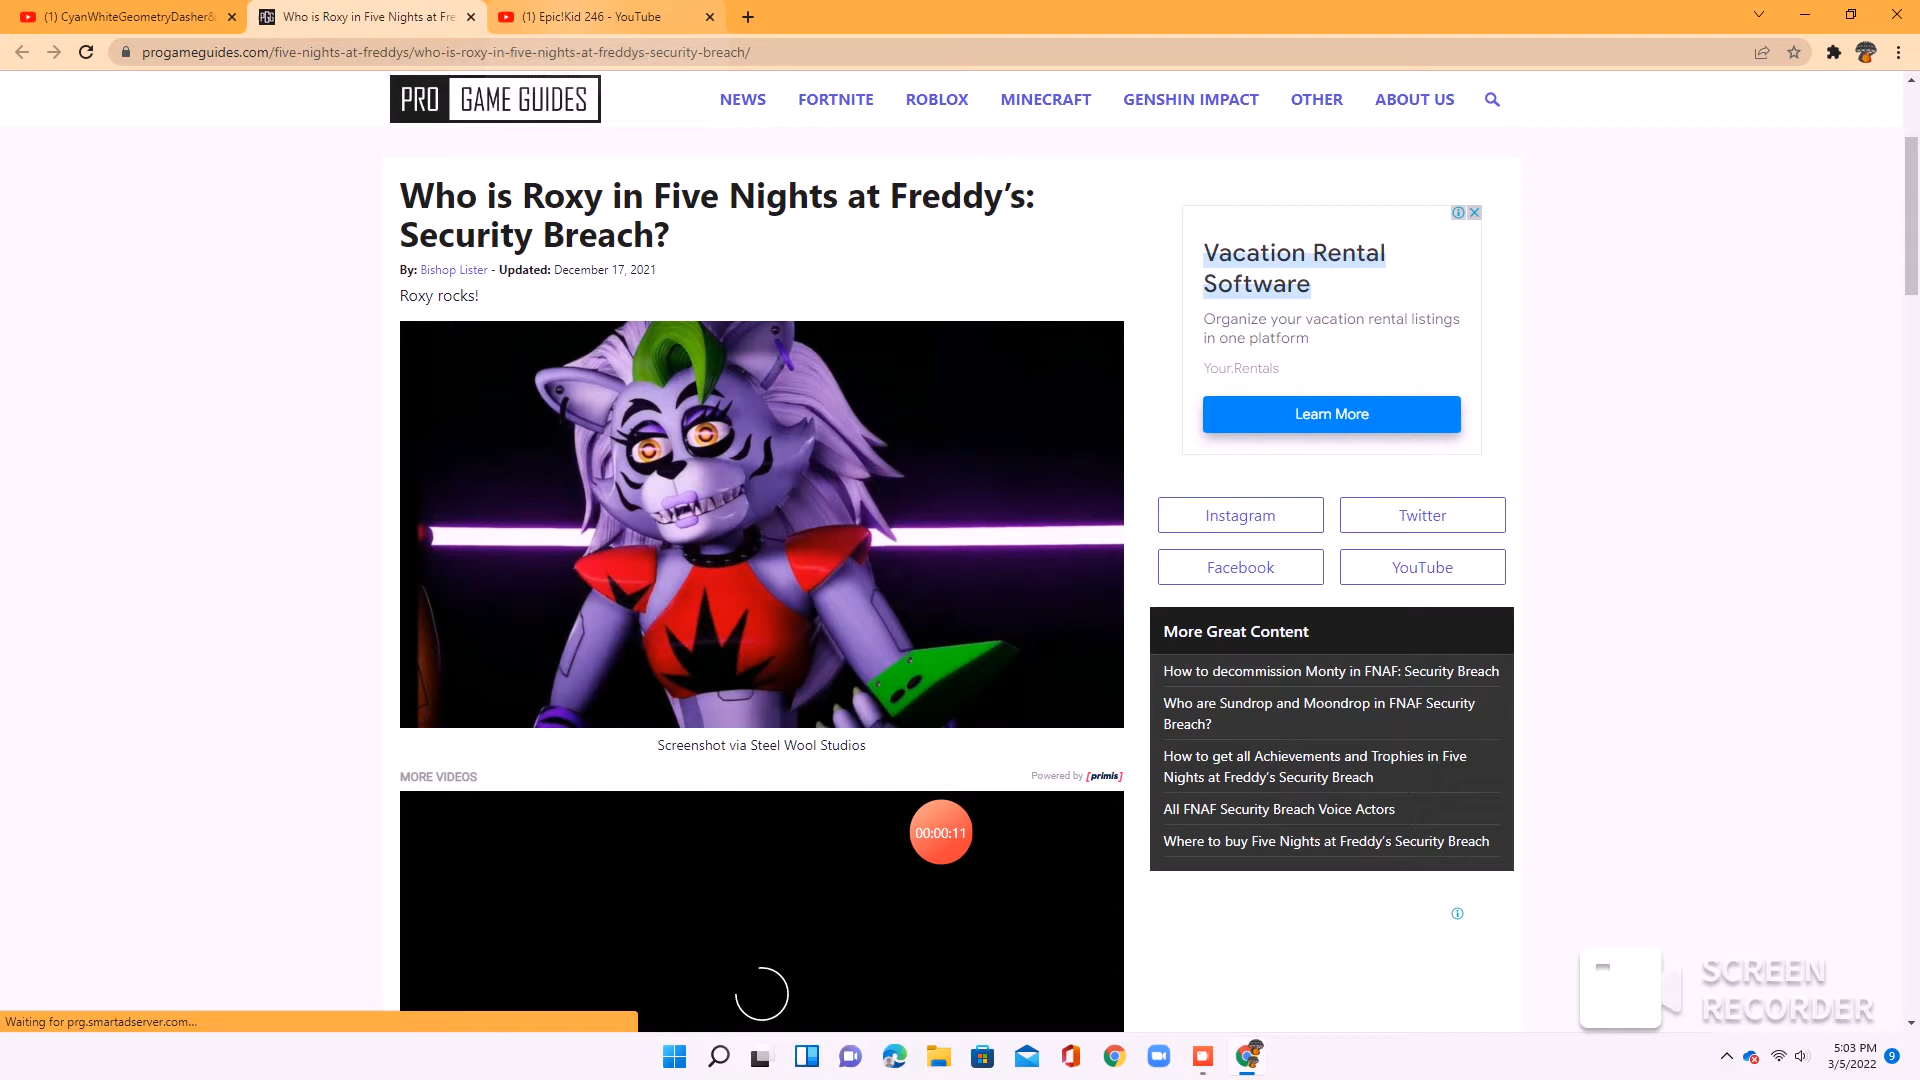 (1) CyanWhiteGeometryDasher&
Who is Roxy in Five Nights at Fre
(1) Epic!Kid 246 - YouTube
progameguides.com/five-nights-at-freddys/who-is-roxy-in-five-nights-at-freddys-security-breach/
PRO GAME GUIDES
NEWS FORTNITE ROBLOX MINECRAFT GENSHIN IMPACT OTHER ABOUT US
Who is Roxy in Five Nights at Freddy’s:
Security Breach?
By: Bishop Lister - Updated: December 17, 2021
Roxy rocks!
Screenshot via Steel Wool Studios
MORE VIDEOS
Powered by [primis]
00:00:11
Vacation Rental
Software
Organize your vacation rental listings
in one platform
Your.Rentals
Learn More
Instagram Twitter
Facebook YouTube
More Great Content
How to decommission Monty in FNAF: Security Breach
Who are Sundrop and Moondrop in FNAF Security
Breach?
How to get all Achievements and Trophies in Five
Nights at Freddy’s Security Breach
All FNAF Security Breach Voice Actors
Where to buy Five Nights at Freddy’s Security Breach
SCREEN
RECORDER
Waiting for prg.smartadserver.com...
5:03 PM
3/5/2022
9